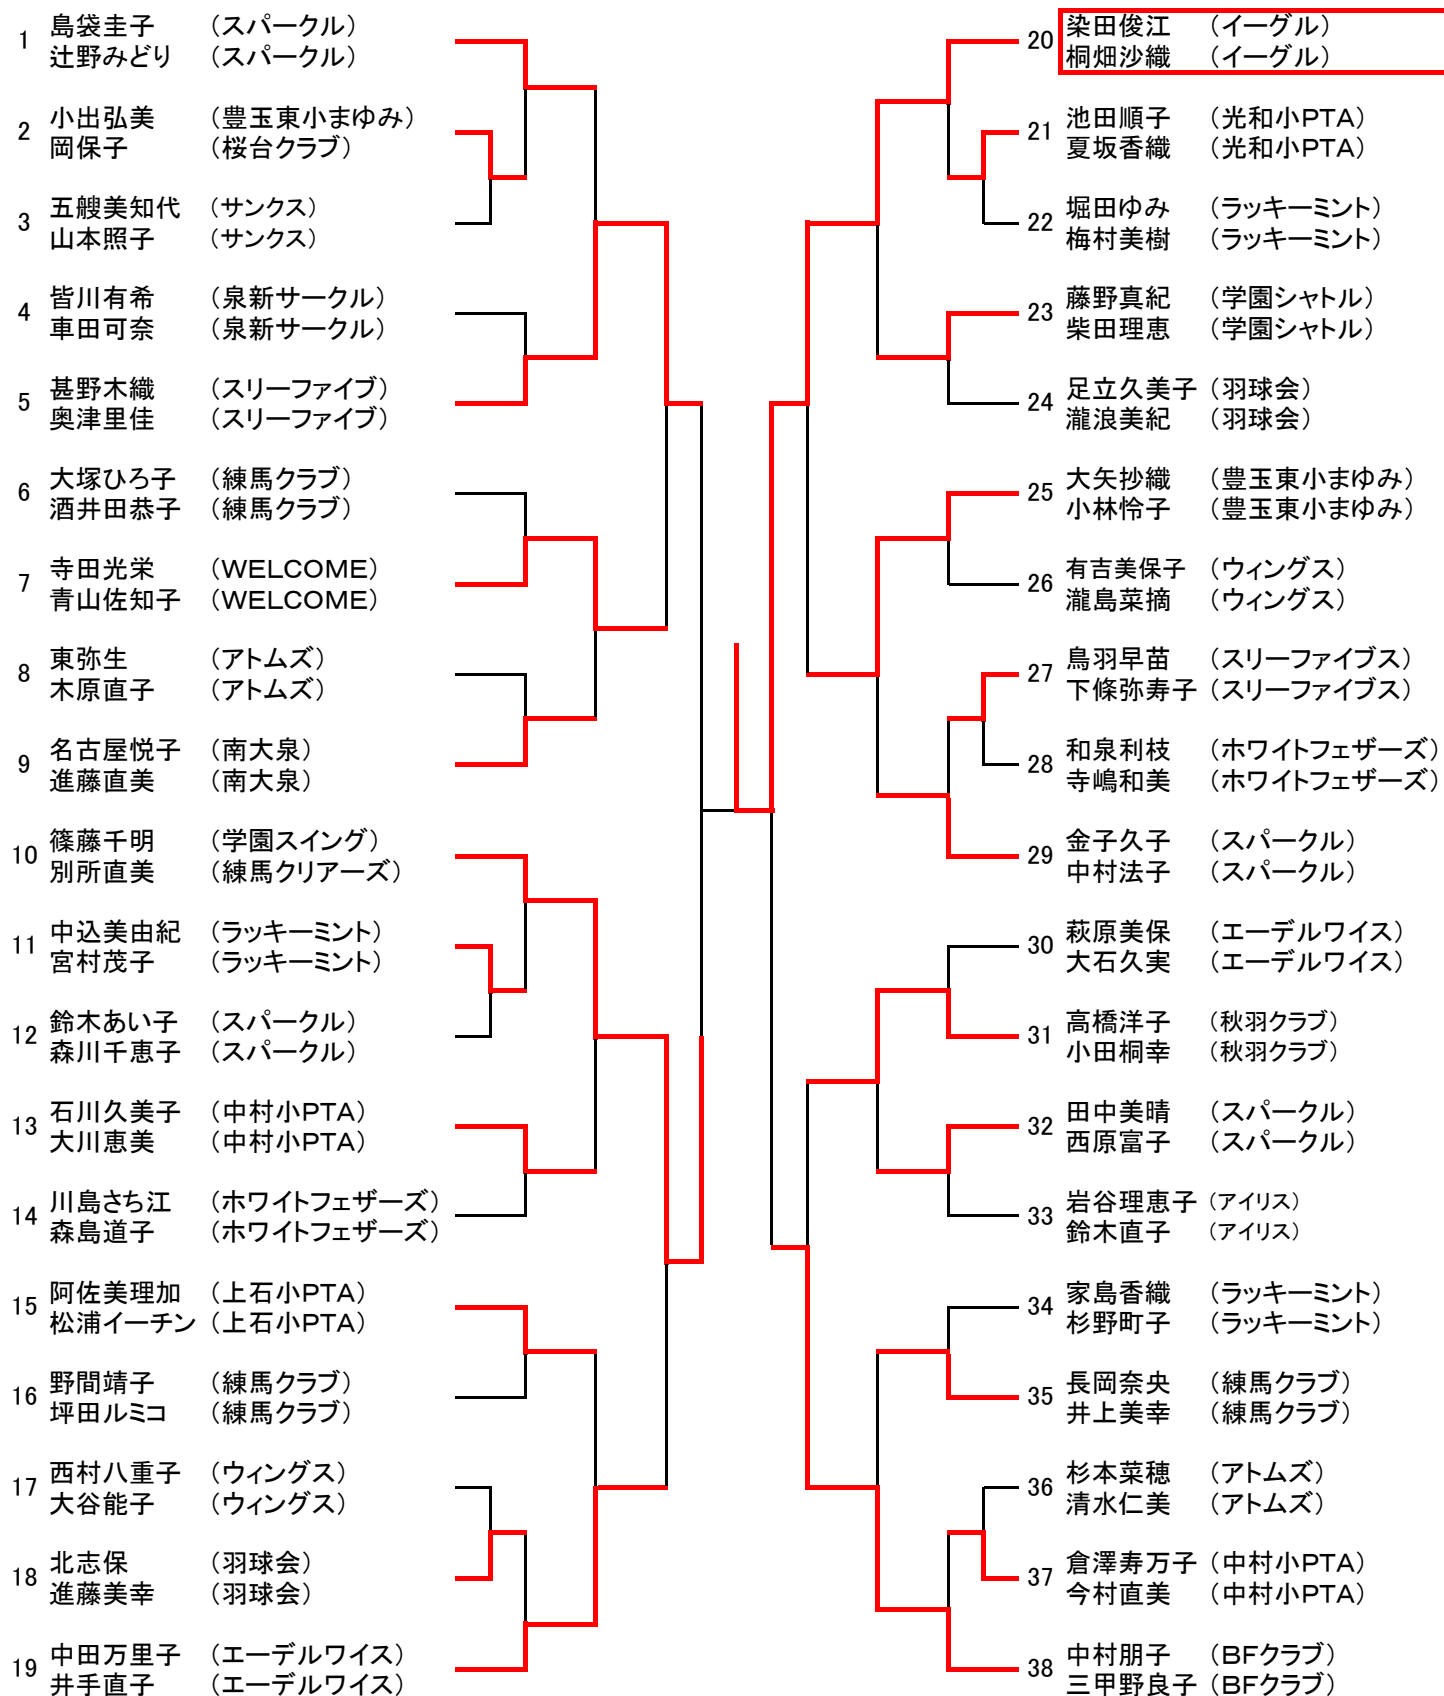 1 島袋圭子 (スパークル)
辻野みどり (スパークル)
2 小出弘美 (豊玉東小まゆみ)
岡保子 (桜台クラブ)
3 五艘美知代 (サンクス)
山本照子 (サンクス)
4 皆川有希 (泉新サークル)
車田可奈 (泉新サークル)
5 甚野木織 (スリーファイブ)
奥津里佳 (スリーファイブ)
6 大塚ひろ子 (練馬クラブ)
酒井田恭子 (練馬クラブ)
7 寺田光栄 (WELCOME)
青山佐知子 (WELCOME)
8 東弥生 (アトムズ)
木原直子 (アトムズ)
9 名古屋悦子 (南大泉)
進藤直美 (南大泉)
10 篠藤千明 (学園スイング)
別所直美 (練馬クリアーズ)
11 中込美由紀 (ラッキーミント)
宮村茂子 (ラッキーミント)
12 鈴木あい子 (スパークル)
森川千恵子 (スパークル)
13 石川久美子 (中村小PTA)
大川恵美 (中村小PTA)
14 川島さち江 (ホワイトフェザーズ)
森島道子 (ホワイトフェザーズ)
15 阿佐美理加 (上石小PTA)
松浦イーチン (上石小PTA)
16 野間靖子 (練馬クラブ)
坪田ルミコ (練馬クラブ)
17 西村八重子 (ウィングス)
大谷能子 (ウィングス)
18 北志保 (羽球会)
進藤美幸 (羽球会)
19 中田万里子 (エーデルワイス)
井手直子 (エーデルワイス)
20 染田俊江 (イーグル)
桐畑沙織 (イーグル)
21 池田順子 (光和小PTA)
夏坂香織 (光和小PTA)
22 堀田ゆみ (ラッキーミント)
梅村美樹 (ラッキーミント)
23 藤野真紀 (学園シャトル)
柴田理恵 (学園シャトル)
24 足立久美子 (羽球会)
瀧浪美紀 (羽球会)
25 大矢抄織 (豊玉東小まゆみ)
小林怜子 (豊玉東小まゆみ)
26 有吉美保子 (ウィングス)
瀧島菜摘 (ウィングス)
27 鳥羽早苗 (スリーファイブス)
下條弥寿子 (スリーファイブス)
28 和泉利枝 (ホワイトフェザーズ)
寺嶋和美 (ホワイトフェザーズ)
29 金子久子 (スパークル)
中村法子 (スパークル)
30 萩原美保 (エーデルワイス)
大石久実 (エーデルワイス)
31 高橋洋子 (秋羽クラブ)
小田桐幸 (秋羽クラブ)
32 田中美晴 (スパークル)
西原富子 (スパークル)
33 岩谷理恵子 (アイリス)
鈴木直子 (アイリス)
34 家島香織 (ラッキーミント)
杉野町子 (ラッキーミント)
35 長岡奈央 (練馬クラブ)
井上美幸 (練馬クラブ)
36 杉本菜穂 (アトムズ)
清水仁美 (アトムズ)
37 倉澤寿万子 (中村小PTA)
今村直美 (中村小PTA)
38 中村朋子 (BFクラブ)
三甲野良子 (BFクラブ)